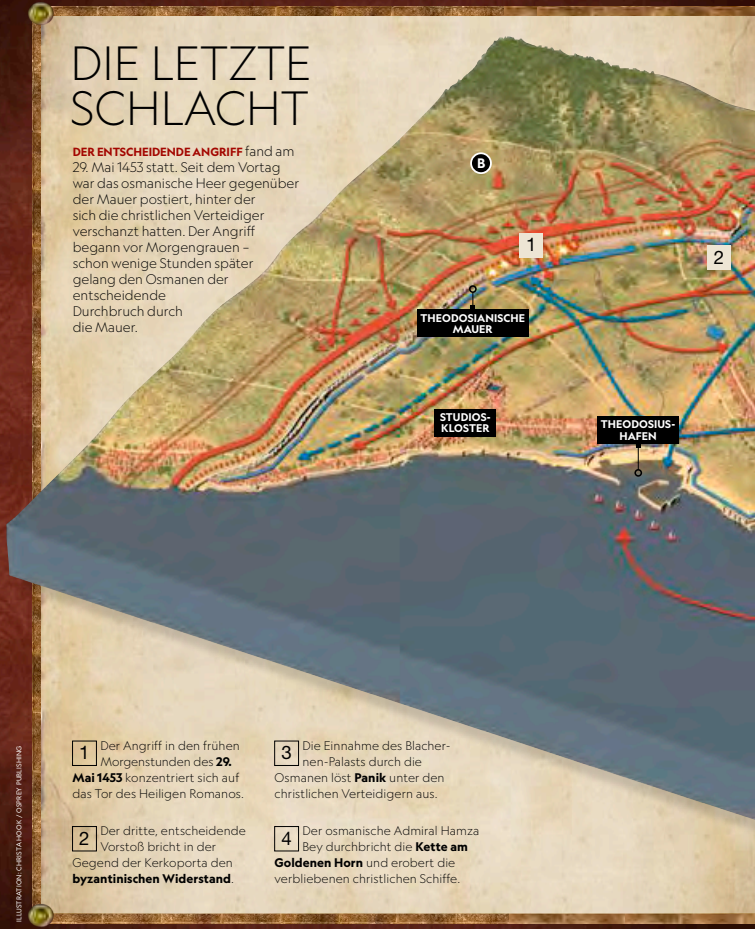 DIE LETZTE
SCHLACHT
DER ENTSCHEIDENDE ANGRIFF fand am
29. Mai 1453 statt. Seit dem Vortag
war das osmanische Heer gegenüber
der Mauer postiert, hinter der
sich die christlichen Verteidiger
verschanzt hatten. Der Angriff
begann vor Morgengrauen –
schon wenige Stunden später
gelang den Osmanen der
entscheidende
Durchbruch durch
die Mauer.
B
1
2
THEODOSIANISCHE
MAUER
STUDIOS-
KLOSTER
THEODOSIUS-
HAFEN
1 Der Angriff in den frühen
Morgenstunden des 29.
Mai 1453 konzentriert sich auf
das Tor des Heiligen Romanos.
2 Der dritte, entscheidende
Vorstoß bricht in der
Gegend der Kerkoporta den
byzantinischen Widerstand.
3 Die Einnahme des Blacher-
nen-Palasts durch die
Osmanen löst Panik unter den
christlichen Verteidigern aus.
4 Der osmanische Admiral Hamza
Bey durchbricht die Kette am
Goldenen Horn und erobert die
verbliebenen christlichen Schiffe.
ILLUSTRATION: CHRISTA HOOK / OSPREY PUBLISHING